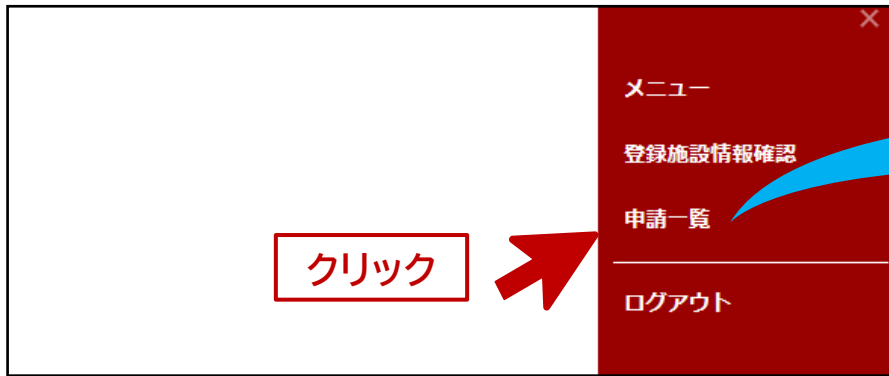 ×
メニュー
登録施設情報確認
申請一覧
クリック
ログアウト